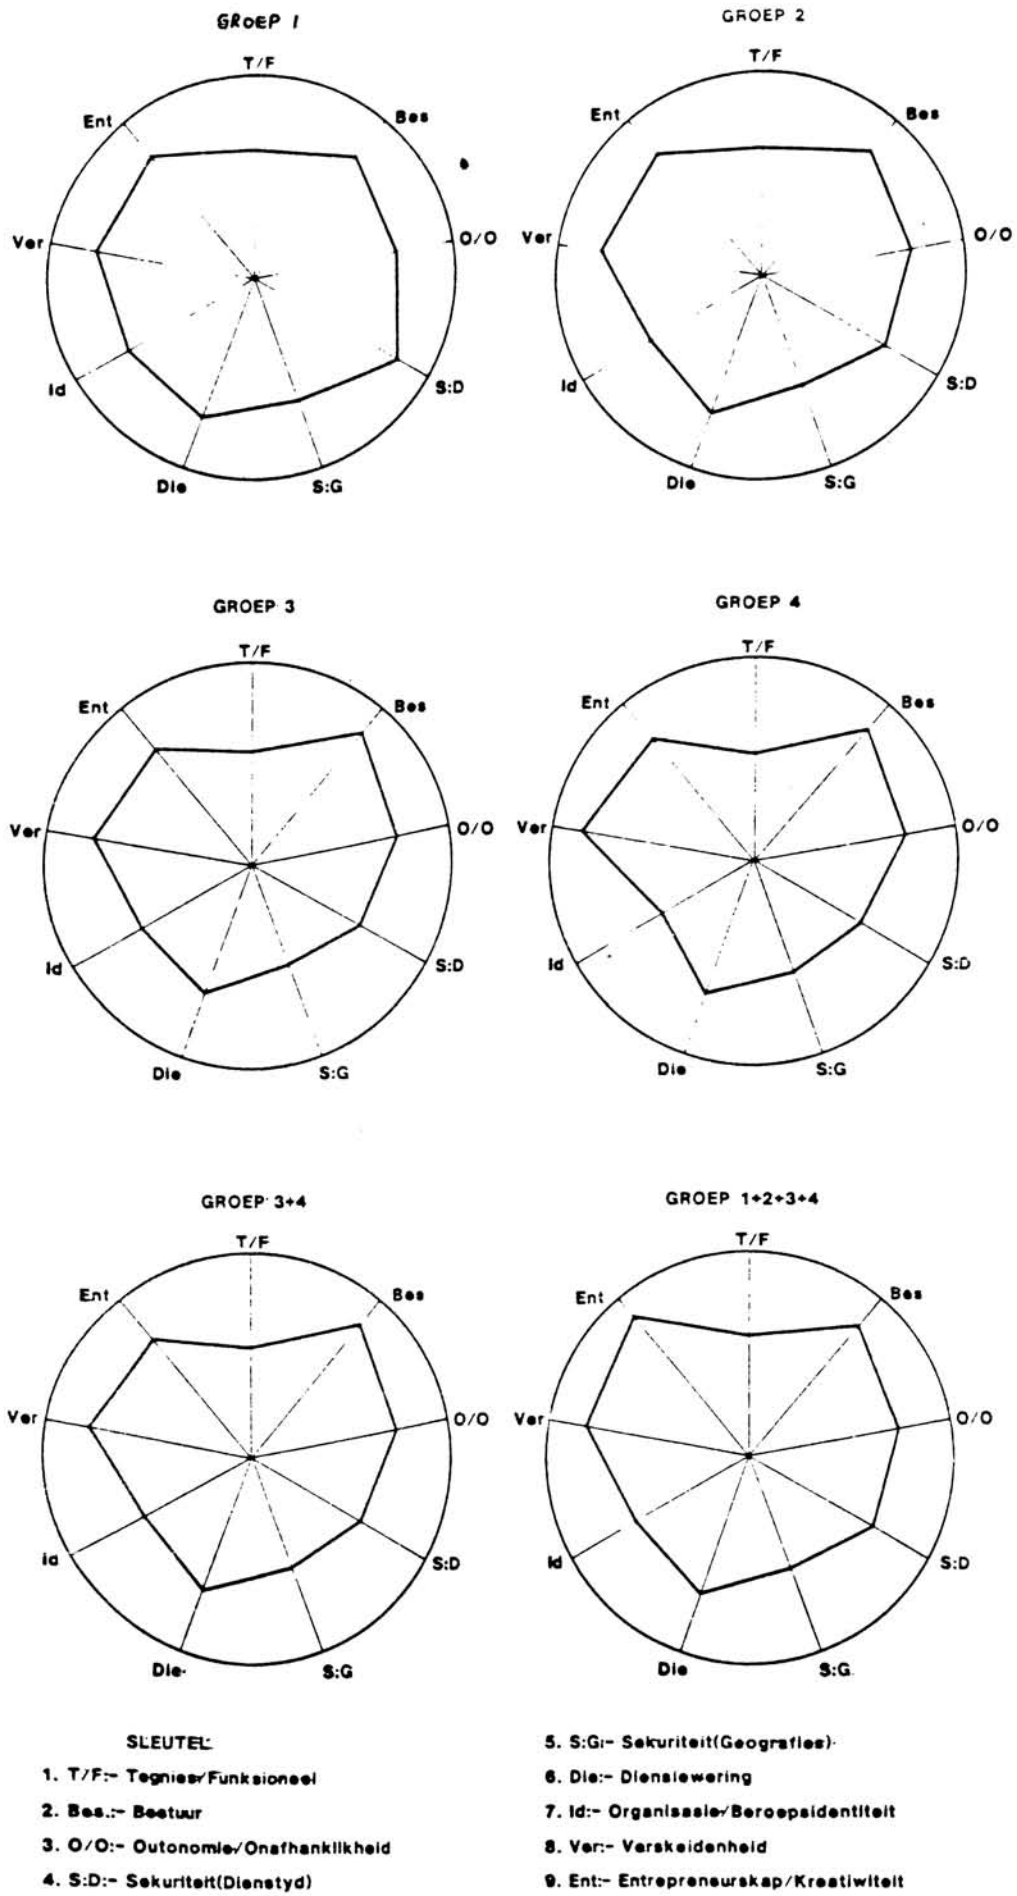 GROEP 1
T/F
Ent
Bes
Ver
O/O
Id
S:D
Die
S:G
GROEP 2
T/F
Ent
Bes
Ver
O/O
Id
S:D
Die
S:G
GROEP 3
T/F
Ent
Bes
Ver
O/O
Id
S:D
Die
S:G
GROEP 4
T/F
Ent
Bes
Ver
O/O
Id
S:D
Die
S:G
GROEP 3+4
T/F
Ent
Bes
Ver
O/O
id
S:D
Die
S:G
GROEP 1+2+3+4
T/F
Ent
Bes
Ver
O/O
Id
S:D
Die
S:G
SLEUTEL:
1. T/F:- Tegnies/Funksioneel
2. Bes.:- Bestuur
3. O/O:- Outonomie/Onafhanklikheid
4. S:D:- Sekuriteit(Dienstyd)
5. S:G:- Sekuriteit(Geografies)
6. Die:- Dienslewering
7. Id:- Organisasie/Beroepsidentiteit
8. Ver:- Verskeidenheid
9. Ent:- Entrepreneurskap/Kreatiwiteit